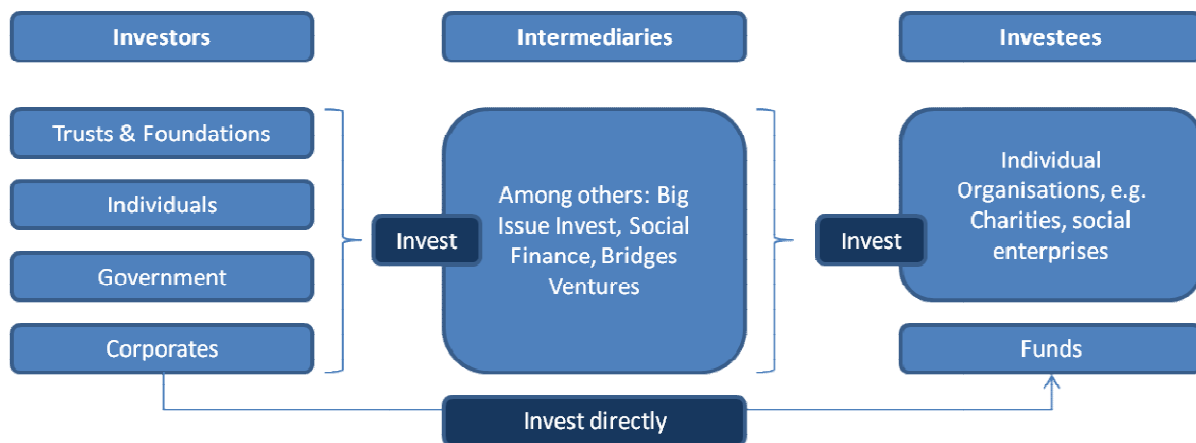 Investors
Intermediaries
Investees
Trusts & Foundations
Individuals
Government
Corporates
Invest
Among others: Big
Issue Invest, Social
Finance, Bridges
Ventures
Invest
Individual
Organisations, e.g.
Charities, social
enterprises
Funds
Invest directly